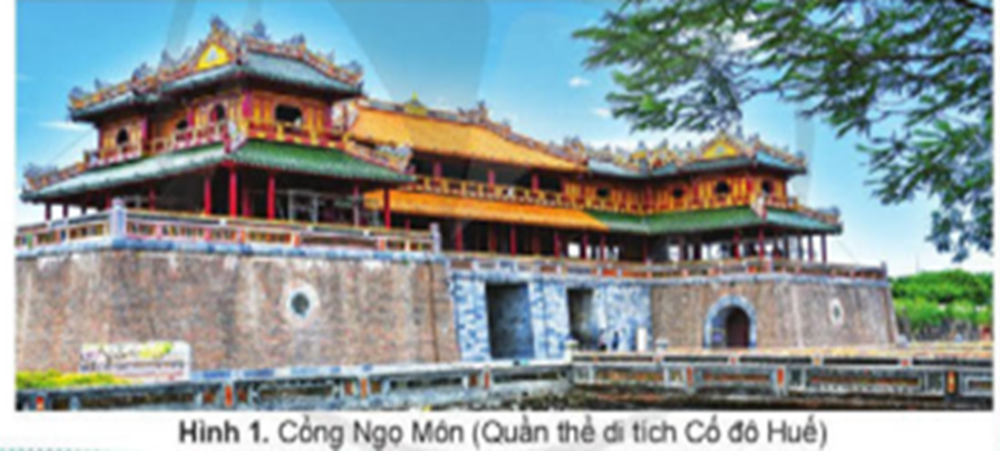 Hình 1. Cổng Ngọ Môn (Quần thể di tích Cố đô Huế)